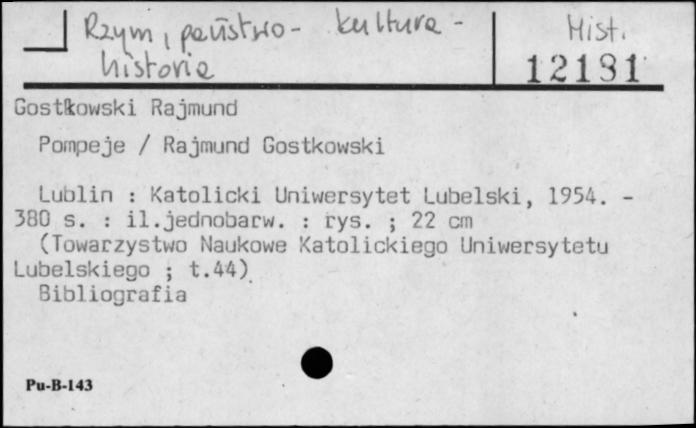 Rzym, państwo - kultura -
historia
Hist.
12181
Gostkowski Rajmund
Pompeje / Rajmund Gostkowski
Lublin : Katolicki Uniwersytet Lubelski, 1954. -
380 s. : il.jednobarw. : rys. ; 22 cm
(Towarzystwo Naukowe Katolickiego Uniwersytetu
Lubelskiego ; t.44)
Bibliografia
Pu-B-143